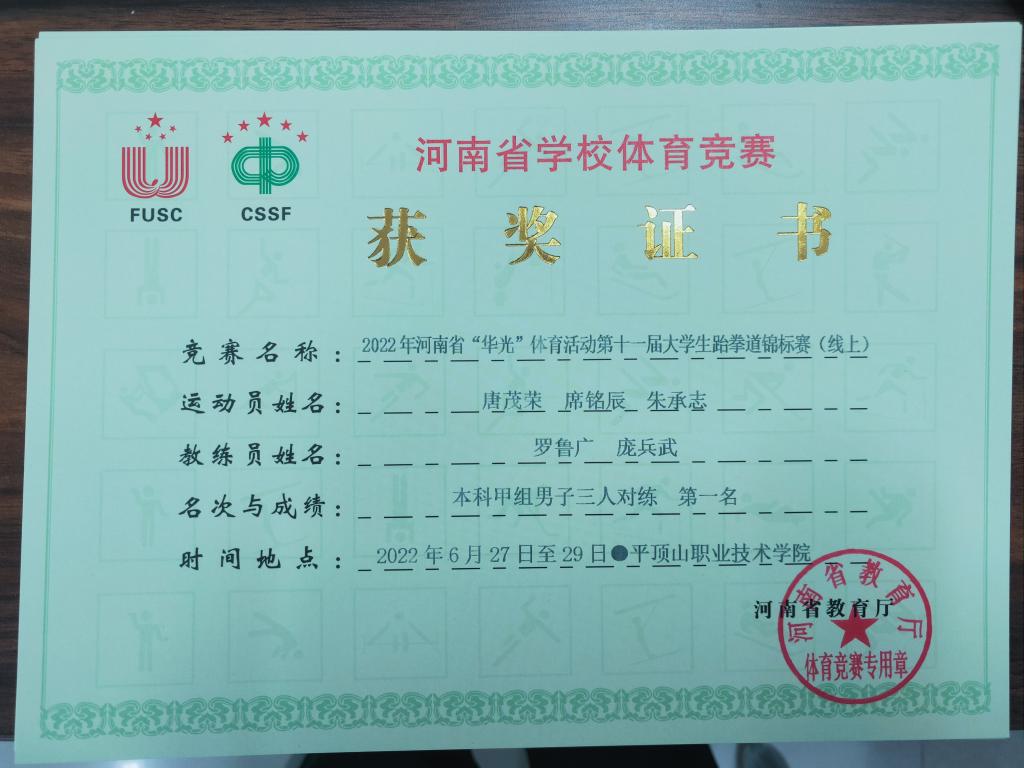 FUSC CSSF
河南省学校体育竞赛
获奖证书
竞赛名称：2022年河南省“华光”体育活动第十一届大学生跆拳道锦标赛（线上）
运动员姓名：唐茂荣 席铭辰 朱承志
教练员姓名：罗鲁广 庞兵武
名次与成绩：本科甲组男子三人对练 第一名
时间地点：2022年6月27日至29日●平顶山职业技术学院
河南省教育厅
河南省教育厅
体育竞赛专用章